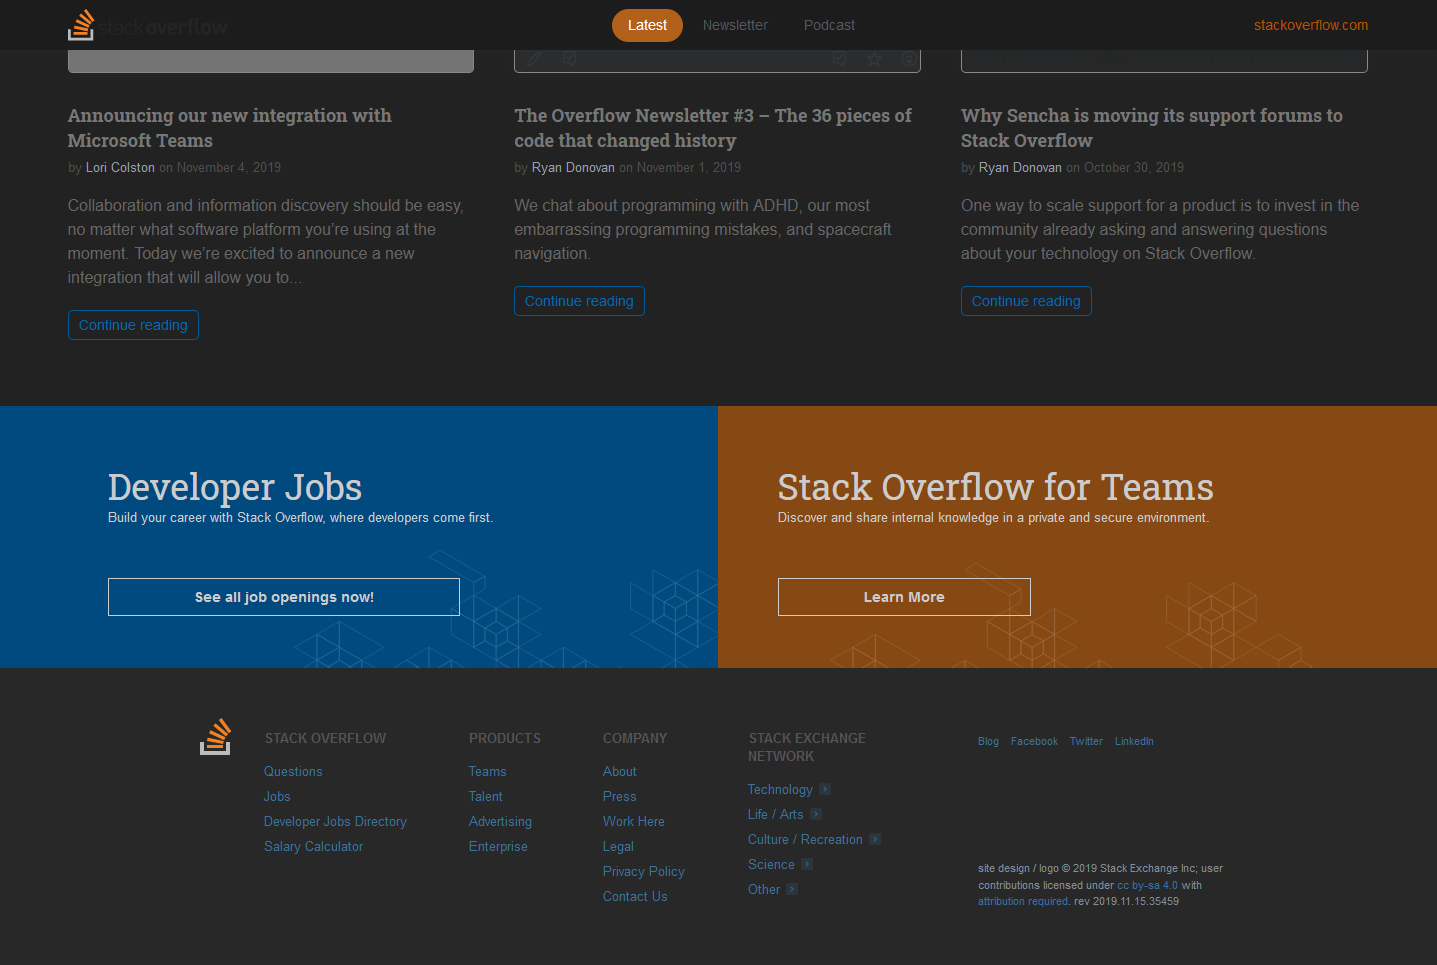 stackoverflow
Latest
Newsletter
Podcast
stackoverflow.com
Announcing our new integration with
Microsoft Teams
by Lori Colston on November 4, 2019
Collaboration and information discovery should be easy,
no matter what software platform you’re using at the
moment. Today we’re excited to announce a new
integration that will allow you to...
Continue reading
The Overflow Newsletter #3 – The 36 pieces of
code that changed history
by Ryan Donovan on November 1, 2019
We chat about programming with ADHD, our most
embarrassing programming mistakes, and spacecraft
navigation.
Continue reading
Why Sencha is moving its support forums to
Stack Overflow
by Ryan Donovan on October 30, 2019
One way to scale support for a product is to invest in the
community already asking and answering questions
about your technology on Stack Overflow.
Continue reading
Developer Jobs
Build your career with Stack Overflow, where developers come first.
See all job openings now!
Stack Overflow for Teams
Discover and share internal knowledge in a private and secure environment.
Learn More
STACK OVERFLOW
Questions
Jobs
Developer Jobs Directory
Salary Calculator
PRODUCTS
Teams
Talent
Advertising
Enterprise
COMPANY
About
Press
Work Here
Legal
Privacy Policy
Contact Us
STACK EXCHANGE
NETWORK
Technology
Life / Arts
Culture / Recreation
Science
Other
Blog Facebook Twitter LinkedIn
site design / logo © 2019 Stack Exchange Inc; user
contributions licensed under cc by-sa 4.0 with
attribution required. rev 2019.11.15.35459